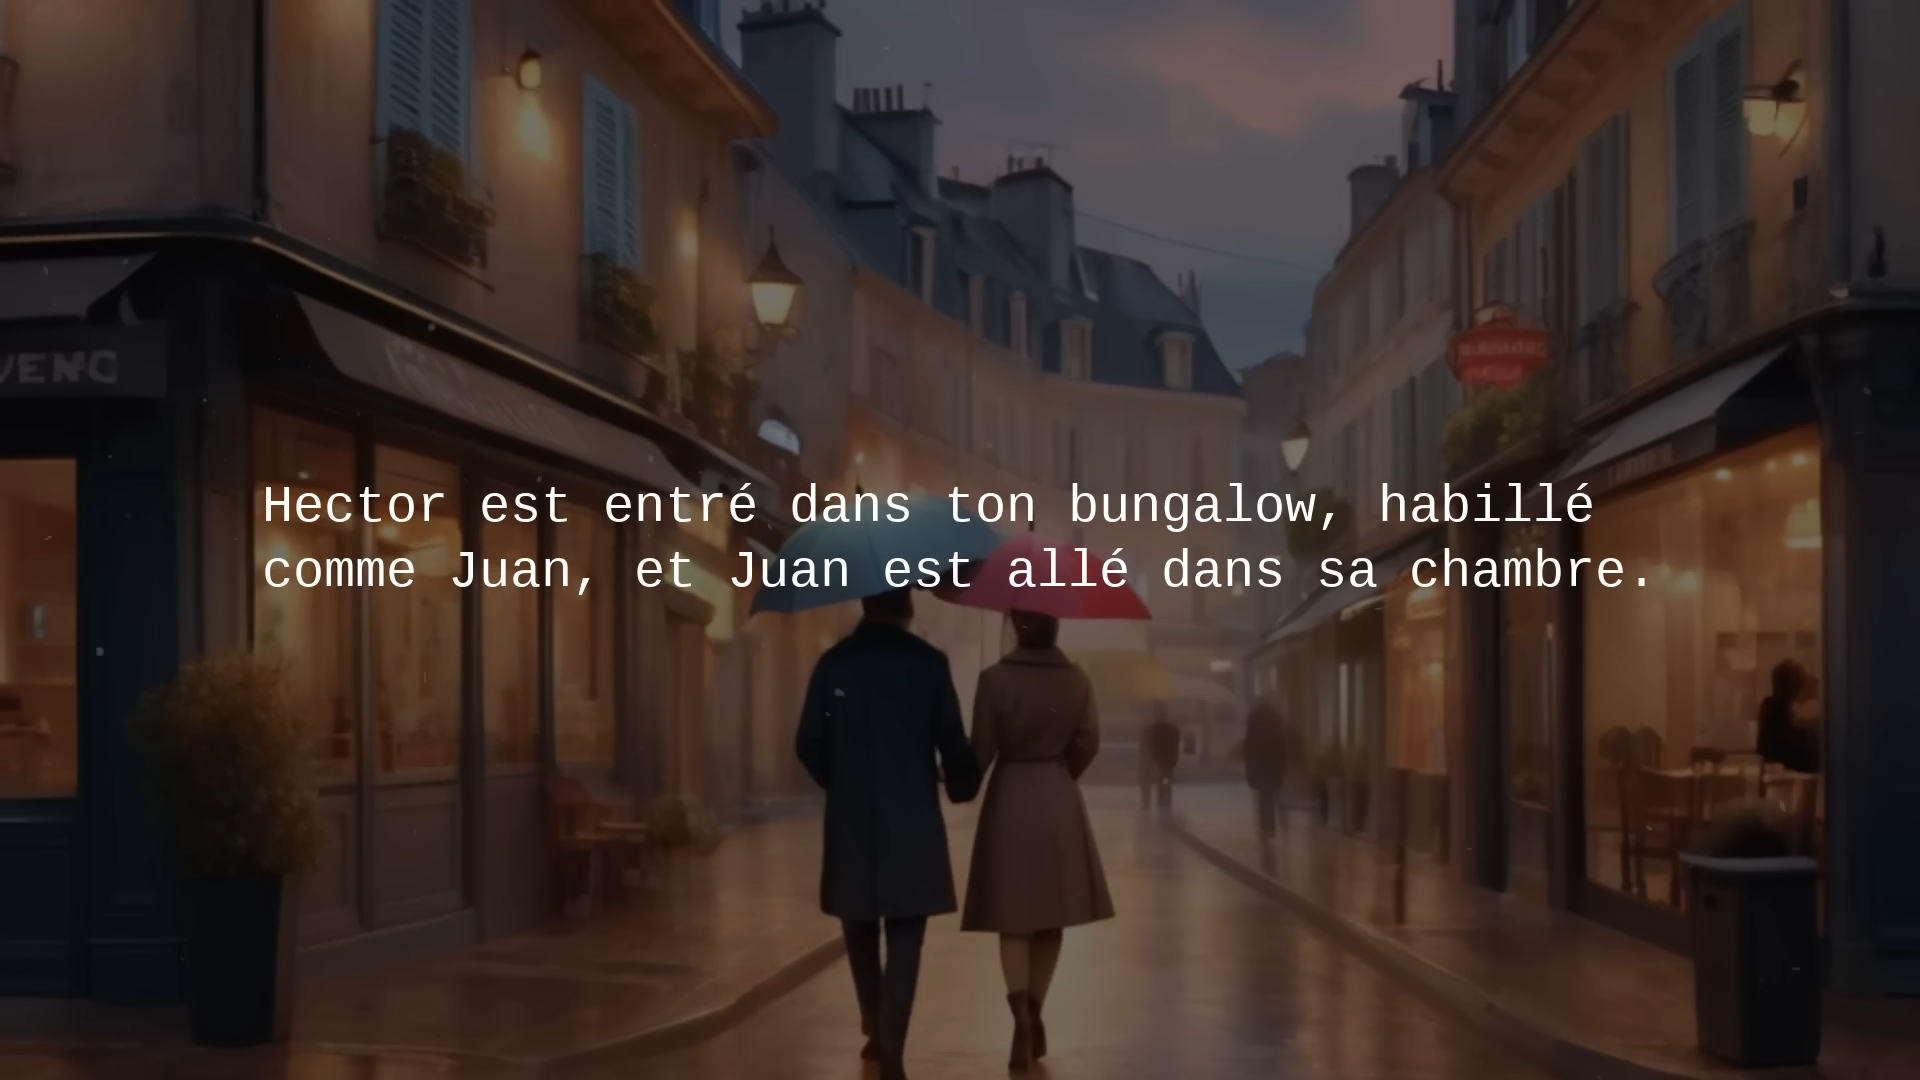 Hector est entré dans ton bungalow, habillé
comme Juan, et Juan est allé dans sa chambre.